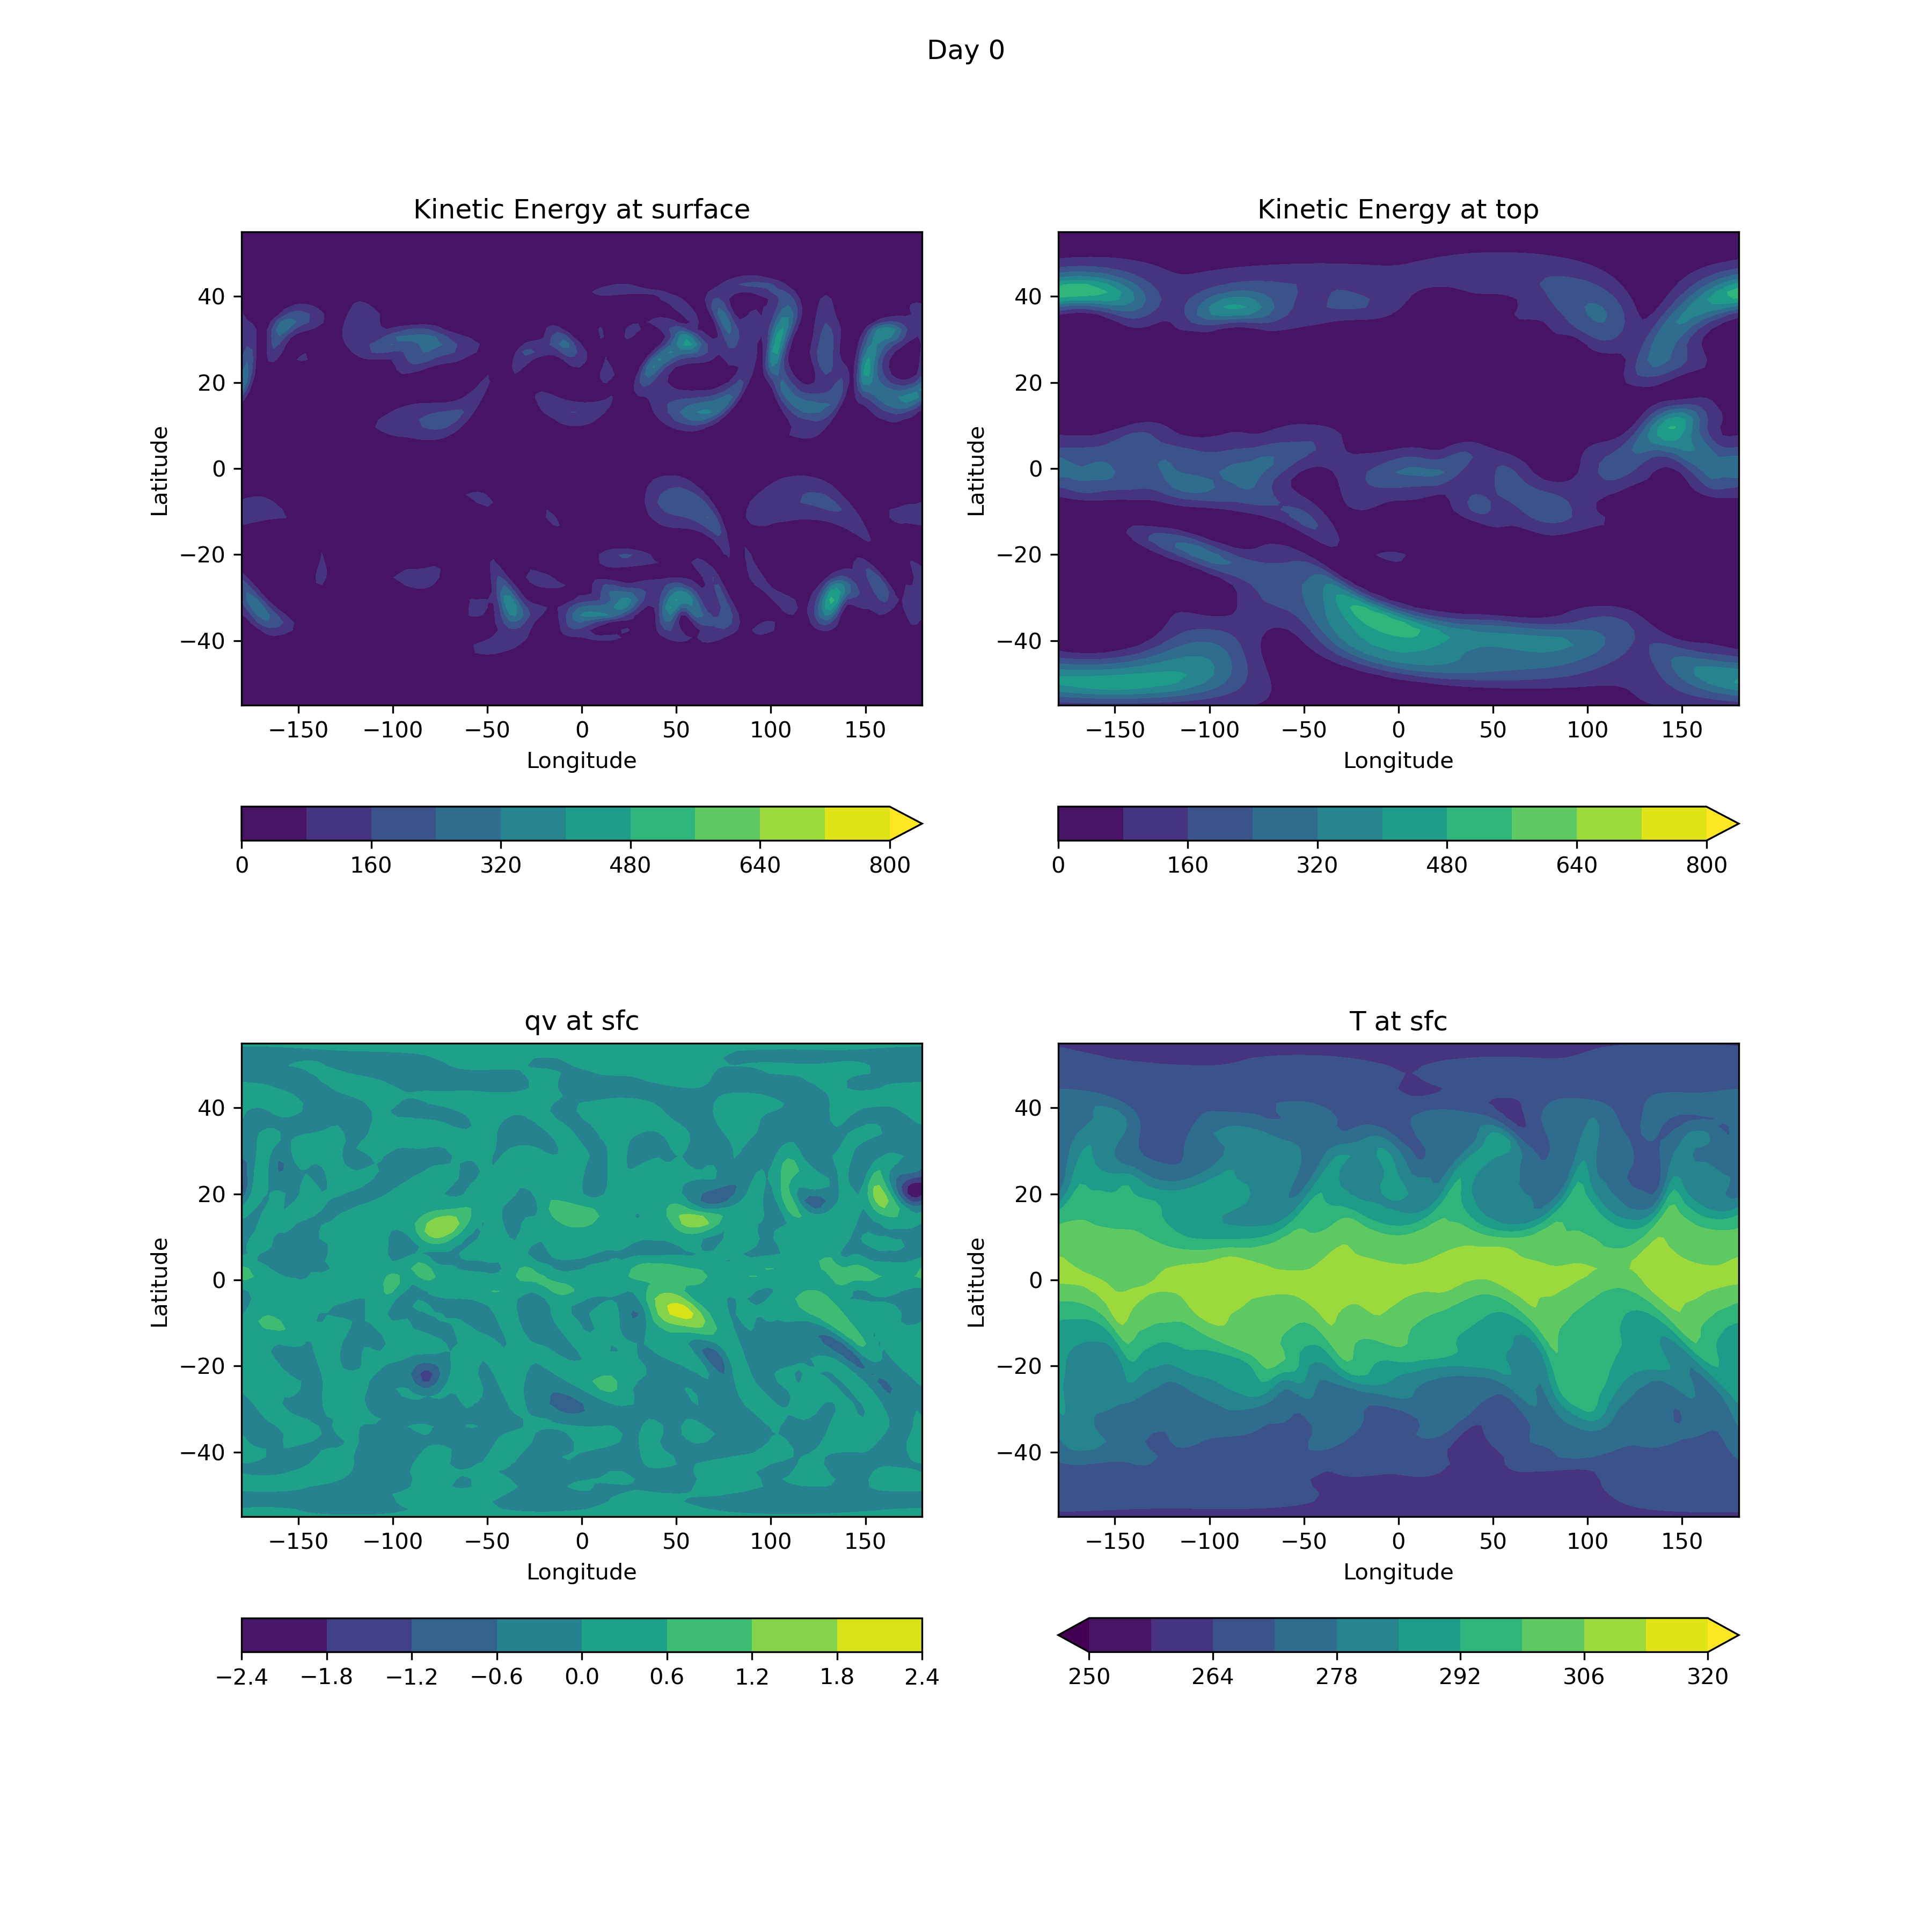 Day 0
Kinetic Energy at surface
Kinetic Energy at top
40
20
0
−20
−40
Latitude
−150 −100 −50 0 50 100 150
Longitude
0 160 320 480 640 800
40
20
0
−20
−40
Latitude
−150 −100 −50 0 50 100 150
Longitude
0 160 320 480 640 800
qv at sfc
T at sfc
40
20
0
−20
−40
Latitude
−150 −100 −50 0 50 100 150
Longitude
−2.4 −1.8 −1.2 −0.6 0.0 0.6 1.2 1.8 2.4
40
20
0
−20
−40
Latitude
−150 −100 −50 0 50 100 150
Longitude
250 264 278 292 306 320